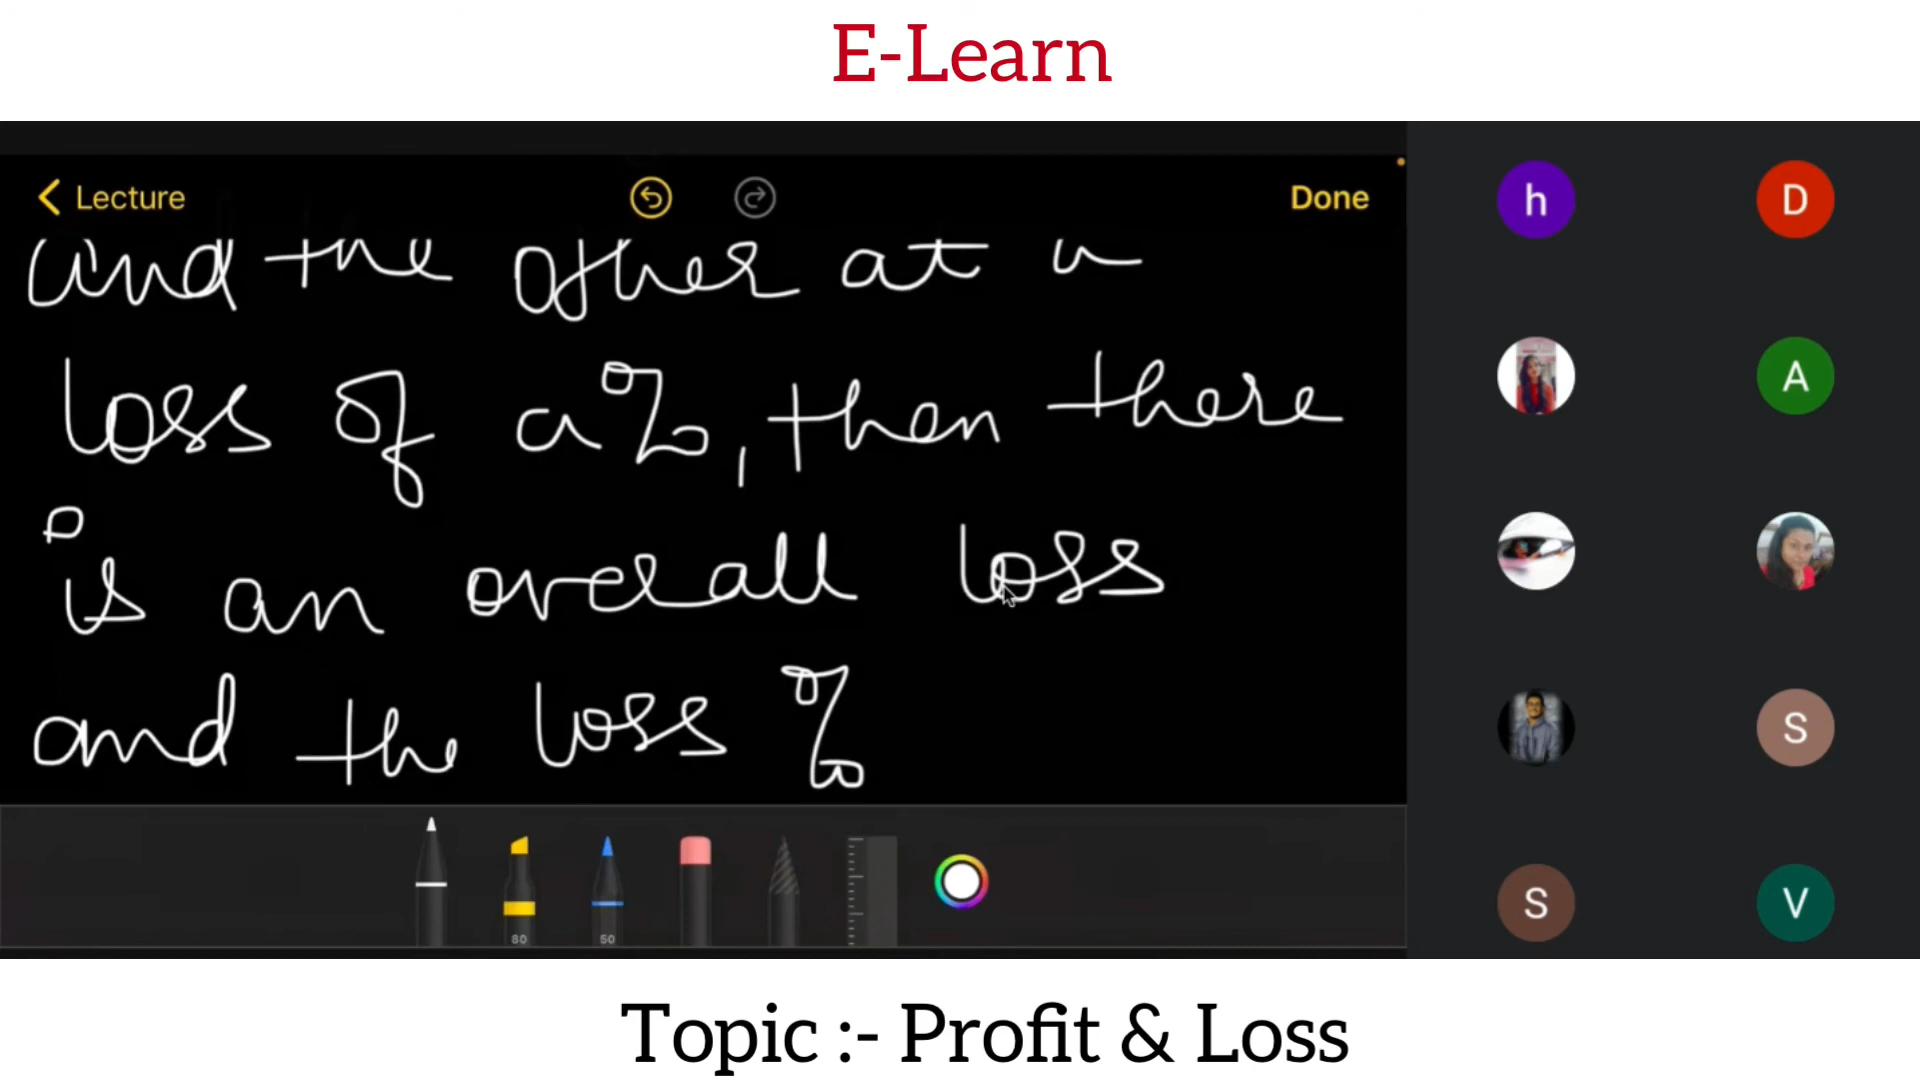 E-Learn
Lecture
Done
and the other at a
loss of a%, then there
is an overall loss
and the loss %
80
50
h
D
A
S
S
V
Topic :- Profit & Loss